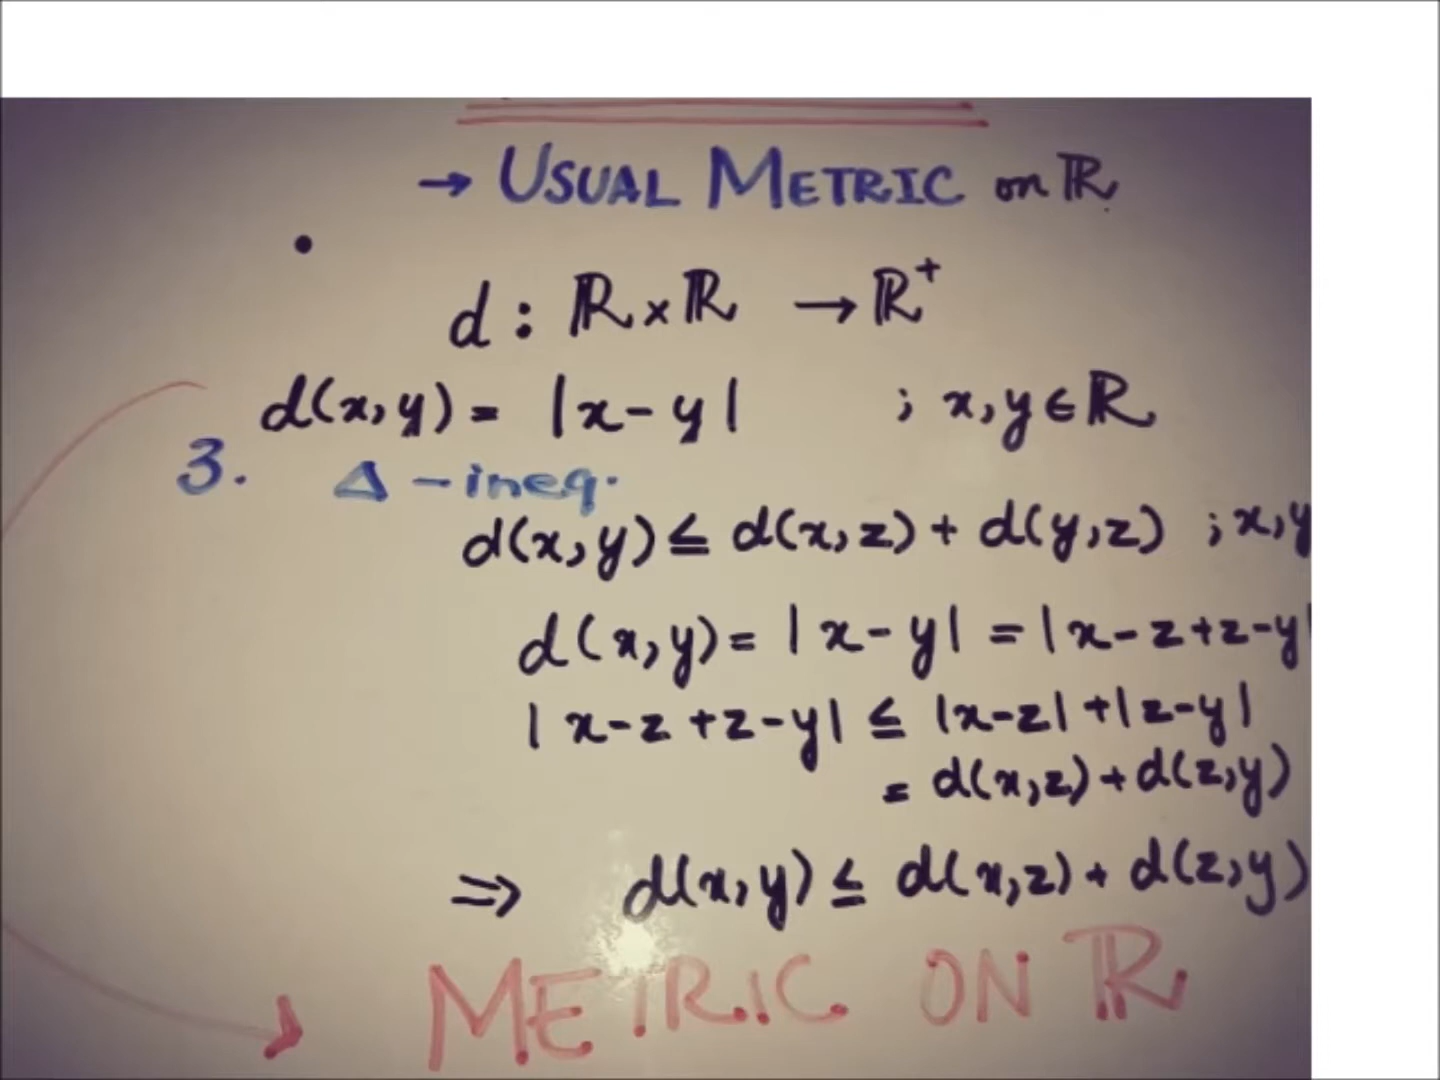 → USUAL METRIC on ℝ.
d : ℝ × ℝ → ℝ⁺
d(x,y) = |x-y| ; x,y ∈ ℝ
3. Δ-ineq.
d(x,y) ≤ d(x,z) + d(y,z) ; x,y
d(x,y) = |x-y| = |x-z+z-y|
|x-z+z-y| ≤ |x-z| + |z-y|
= d(x,z) + d(z,y)
⇒ d(x,y) ≤ d(x,z) + d(z,y)
METRIC ON ℝ